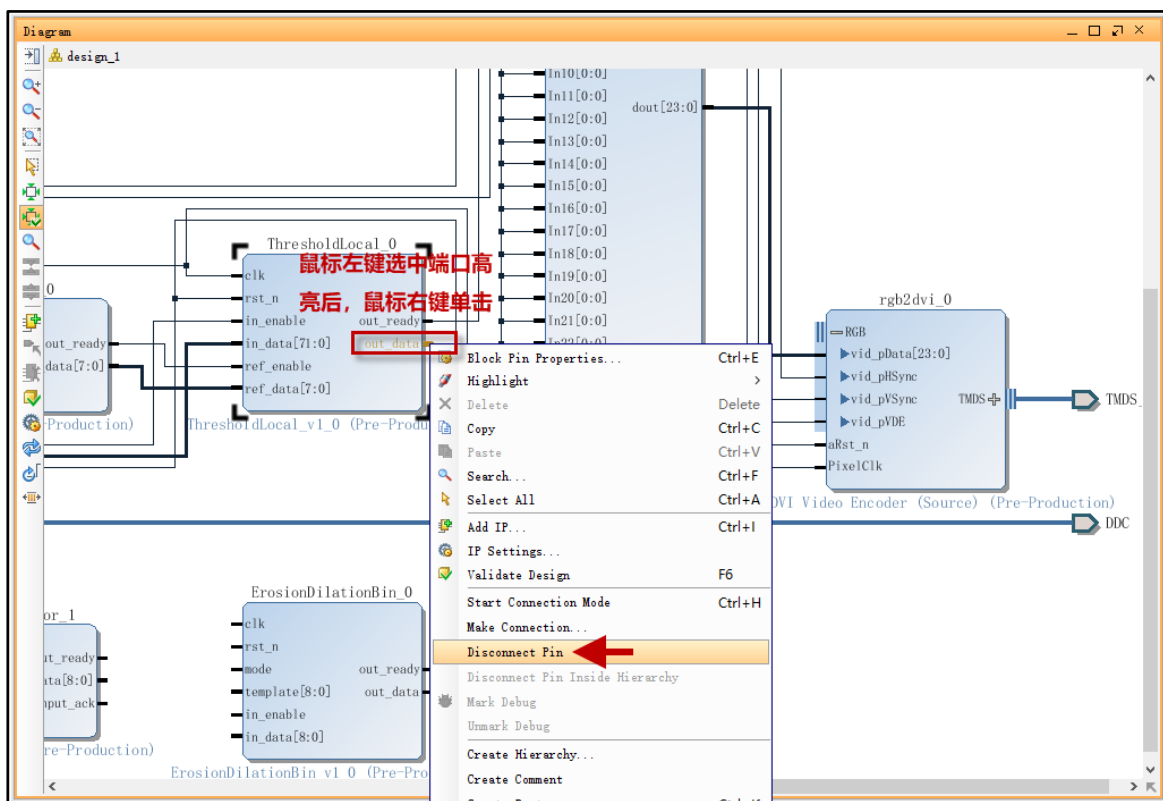 Diagram
design_1
In10[0:0]
In11[0:0]
dout[23:0]
In12[0:0]
In13[0:0]
In14[0:0]
In15[0:0]
In16[0:0]
In17[0:0]
In18[0:0]
In19[0:0]
In20[0:0]
In21[0:0]
In22[0:0]
ThresholdLocal_0
鼠标左键选中端口高
亮后，鼠标右键单击
clk
rst_n
in_enable
out_ready
in_data[71:0]
out_data
ref_enable
ref_data[7:0]
ThresholdLocal_v1_0 (Pre-Produ
0
out_ready
data[7:0]
-Production)
rgb2dvi_0
RGB
vid_pData[23:0]
vid_pHSync
vid_pVSync
TMDS
vid_pVDE
aRst_n
PixelClk
DVI Video Encoder (Source) (Pre-Production)
TMDS_
DDC
Block Pin Properties... Ctrl+E
Highlight
Delete Delete
Copy Ctrl+C
Paste Ctrl+V
Search... Ctrl+F
Select All Ctrl+A
Add IP... Ctrl+I
IP Settings...
Validate Design F6
Start Connection Mode Ctrl+H
Make Connection...
Disconnect Pin
Disconnect Pin Inside Hierarchy
Mark Debug
Unmark Debug
Create Hierarchy...
Create Comment
ErosionDilationBin_0
clk
rst_n
mode
out_ready
template[8:0]
out_data
in_enable
in_data[8:0]
ErosionDilationBin_v1_0 (Pre-Pro
or_1
ut_ready
ata[8:0]
nput_ack
re-Production)